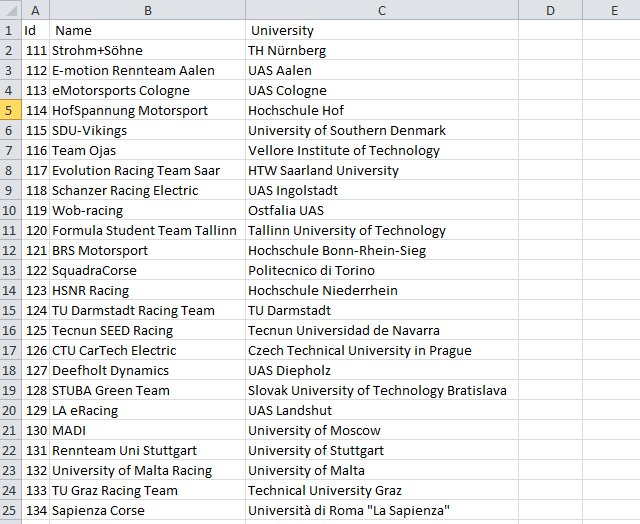 A B C D E
1 Id Name University
2 111 Strohm+Söhne TH Nürnberg
3 112 E-motion Rennteam Aalen UAS Aalen
4 113 eMotorsports Cologne UAS Cologne
5 114 HofSpannung Motorsport Hochschule Hof
6 115 SDU-Vikings University of Southern Denmark
7 116 Team Ojas Vellore Institute of Technology
8 117 Evolution Racing Team Saar HTW Saarland University
9 118 Schanzer Racing Electric UAS Ingolstadt
10 119 Wob-racing Ostfalia UAS
11 120 Formula Student Team Tallinn Tallinn University of Technology
12 121 BRS Motorsport Hochschule Bonn-Rhein-Sieg
13 122 SquadraCorse Politecnico di Torino
14 123 HSNR Racing Hochschule Niederrhein
15 124 TU Darmstadt Racing Team TU Darmstadt
16 125 Tecnun SEED Racing Tecnun Universidad de Navarra
17 126 CTU CarTech Electric Czech Technical University in Prague
18 127 Deefholt Dynamics UAS Diepholz
19 128 STUBA Green Team Slovak University of Technology Bratislava
20 129 LA eRacing UAS Landshut
21 130 MADI University of Moscow
22 131 Rennteam Uni Stuttgart University of Stuttgart
23 132 University of Malta Racing University of Malta
24 133 TU Graz Racing Team Technical University Graz
25 134 Sapienza Corse Università di Roma "La Sapienza"